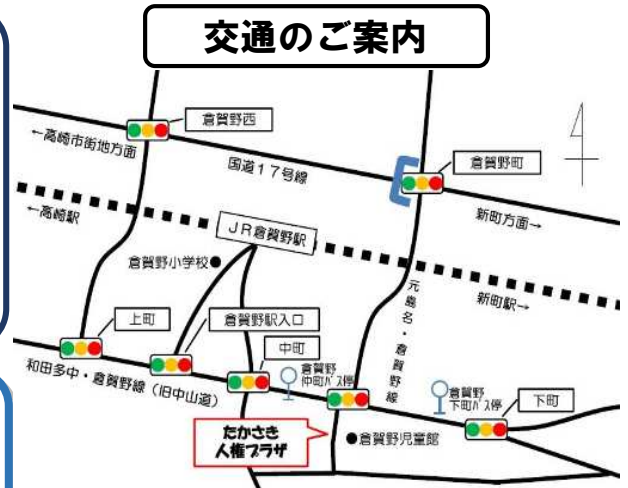 交通のご案内
倉賀野西
←高崎市街地方面
国道17号線
倉賀野町
新町方面→
←高崎駅
JR倉賀野駅
倉賀野小学校●
新町駅→
元島名・倉賀野線
上町
倉賀野駅入口
中町
倉賀野
仲町バス停
倉賀野
下町バス停
下町
和田多中・倉賀野線(旧中山道)
たかさき
人権プラザ
●倉賀野児童館